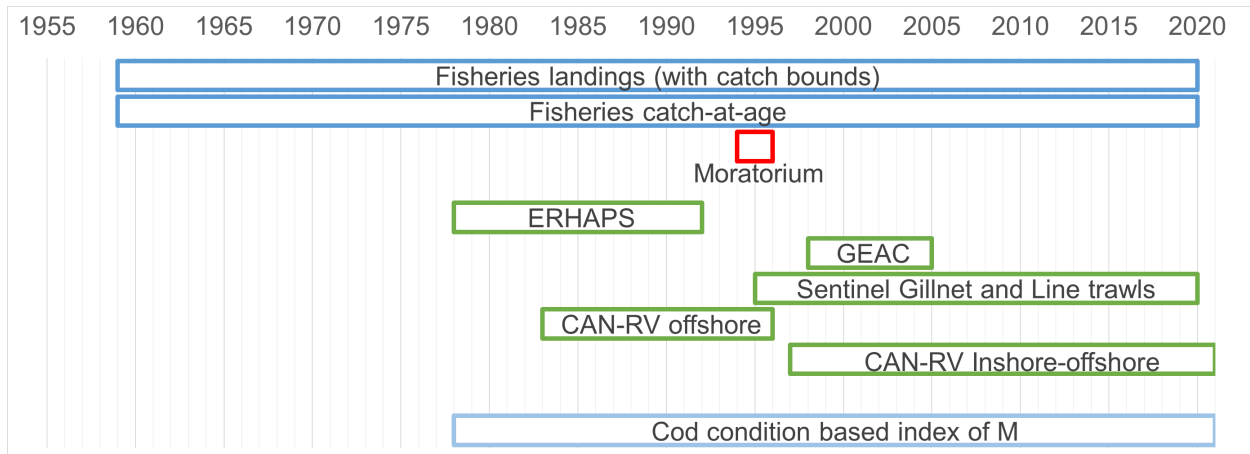 1955 1960 1965 1970 1975 1980 1985 1990 1995 2000 2005 2010 2015 2020
Fisheries landings (with catch bounds)
Fisheries catch-at-age
Moratorium
ERHAPS
GEAC
Sentinel Gillnet and Line trawls
CAN-RV offshore
CAN-RV Inshore-offshore
Cod condition based index of M